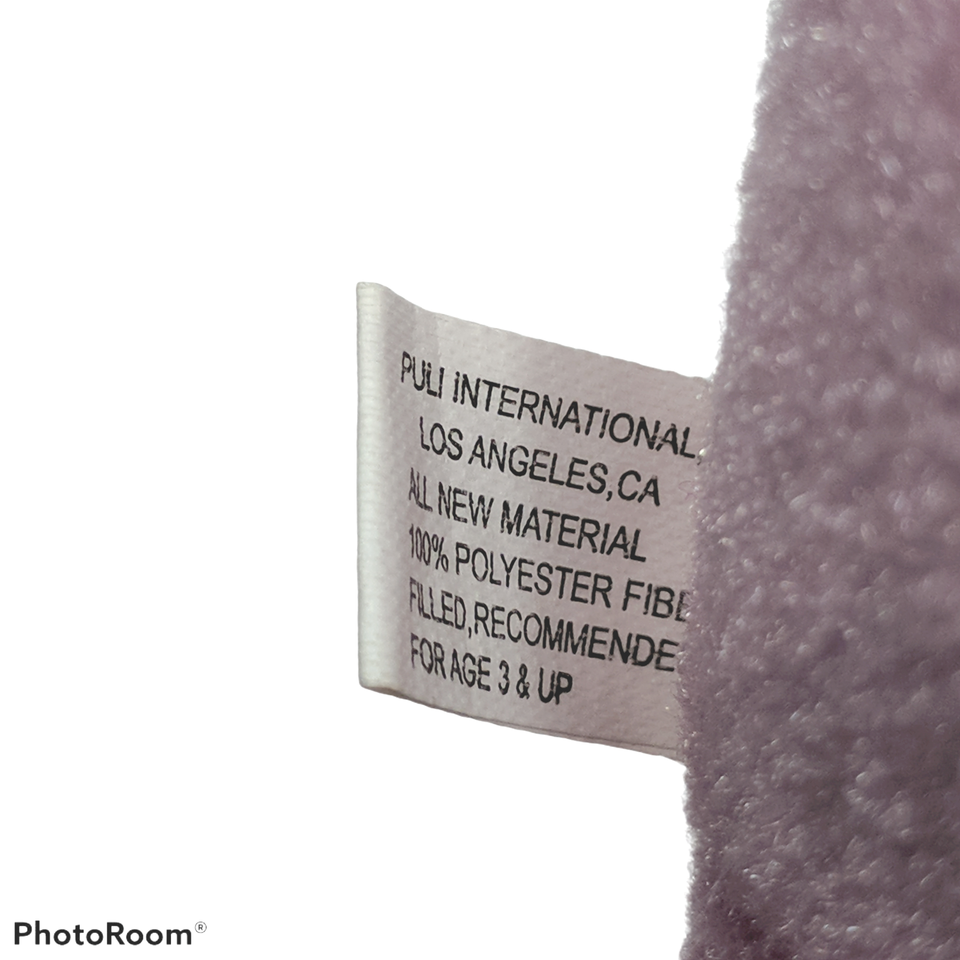 PULI INTERNATIONAL,
LOS ANGELES,CA
ALL NEW MATERIAL
100% POLYESTER FIBE
FILLED,RECOMMENDE
FOR AGE 3 & UP
PhotoRoom®